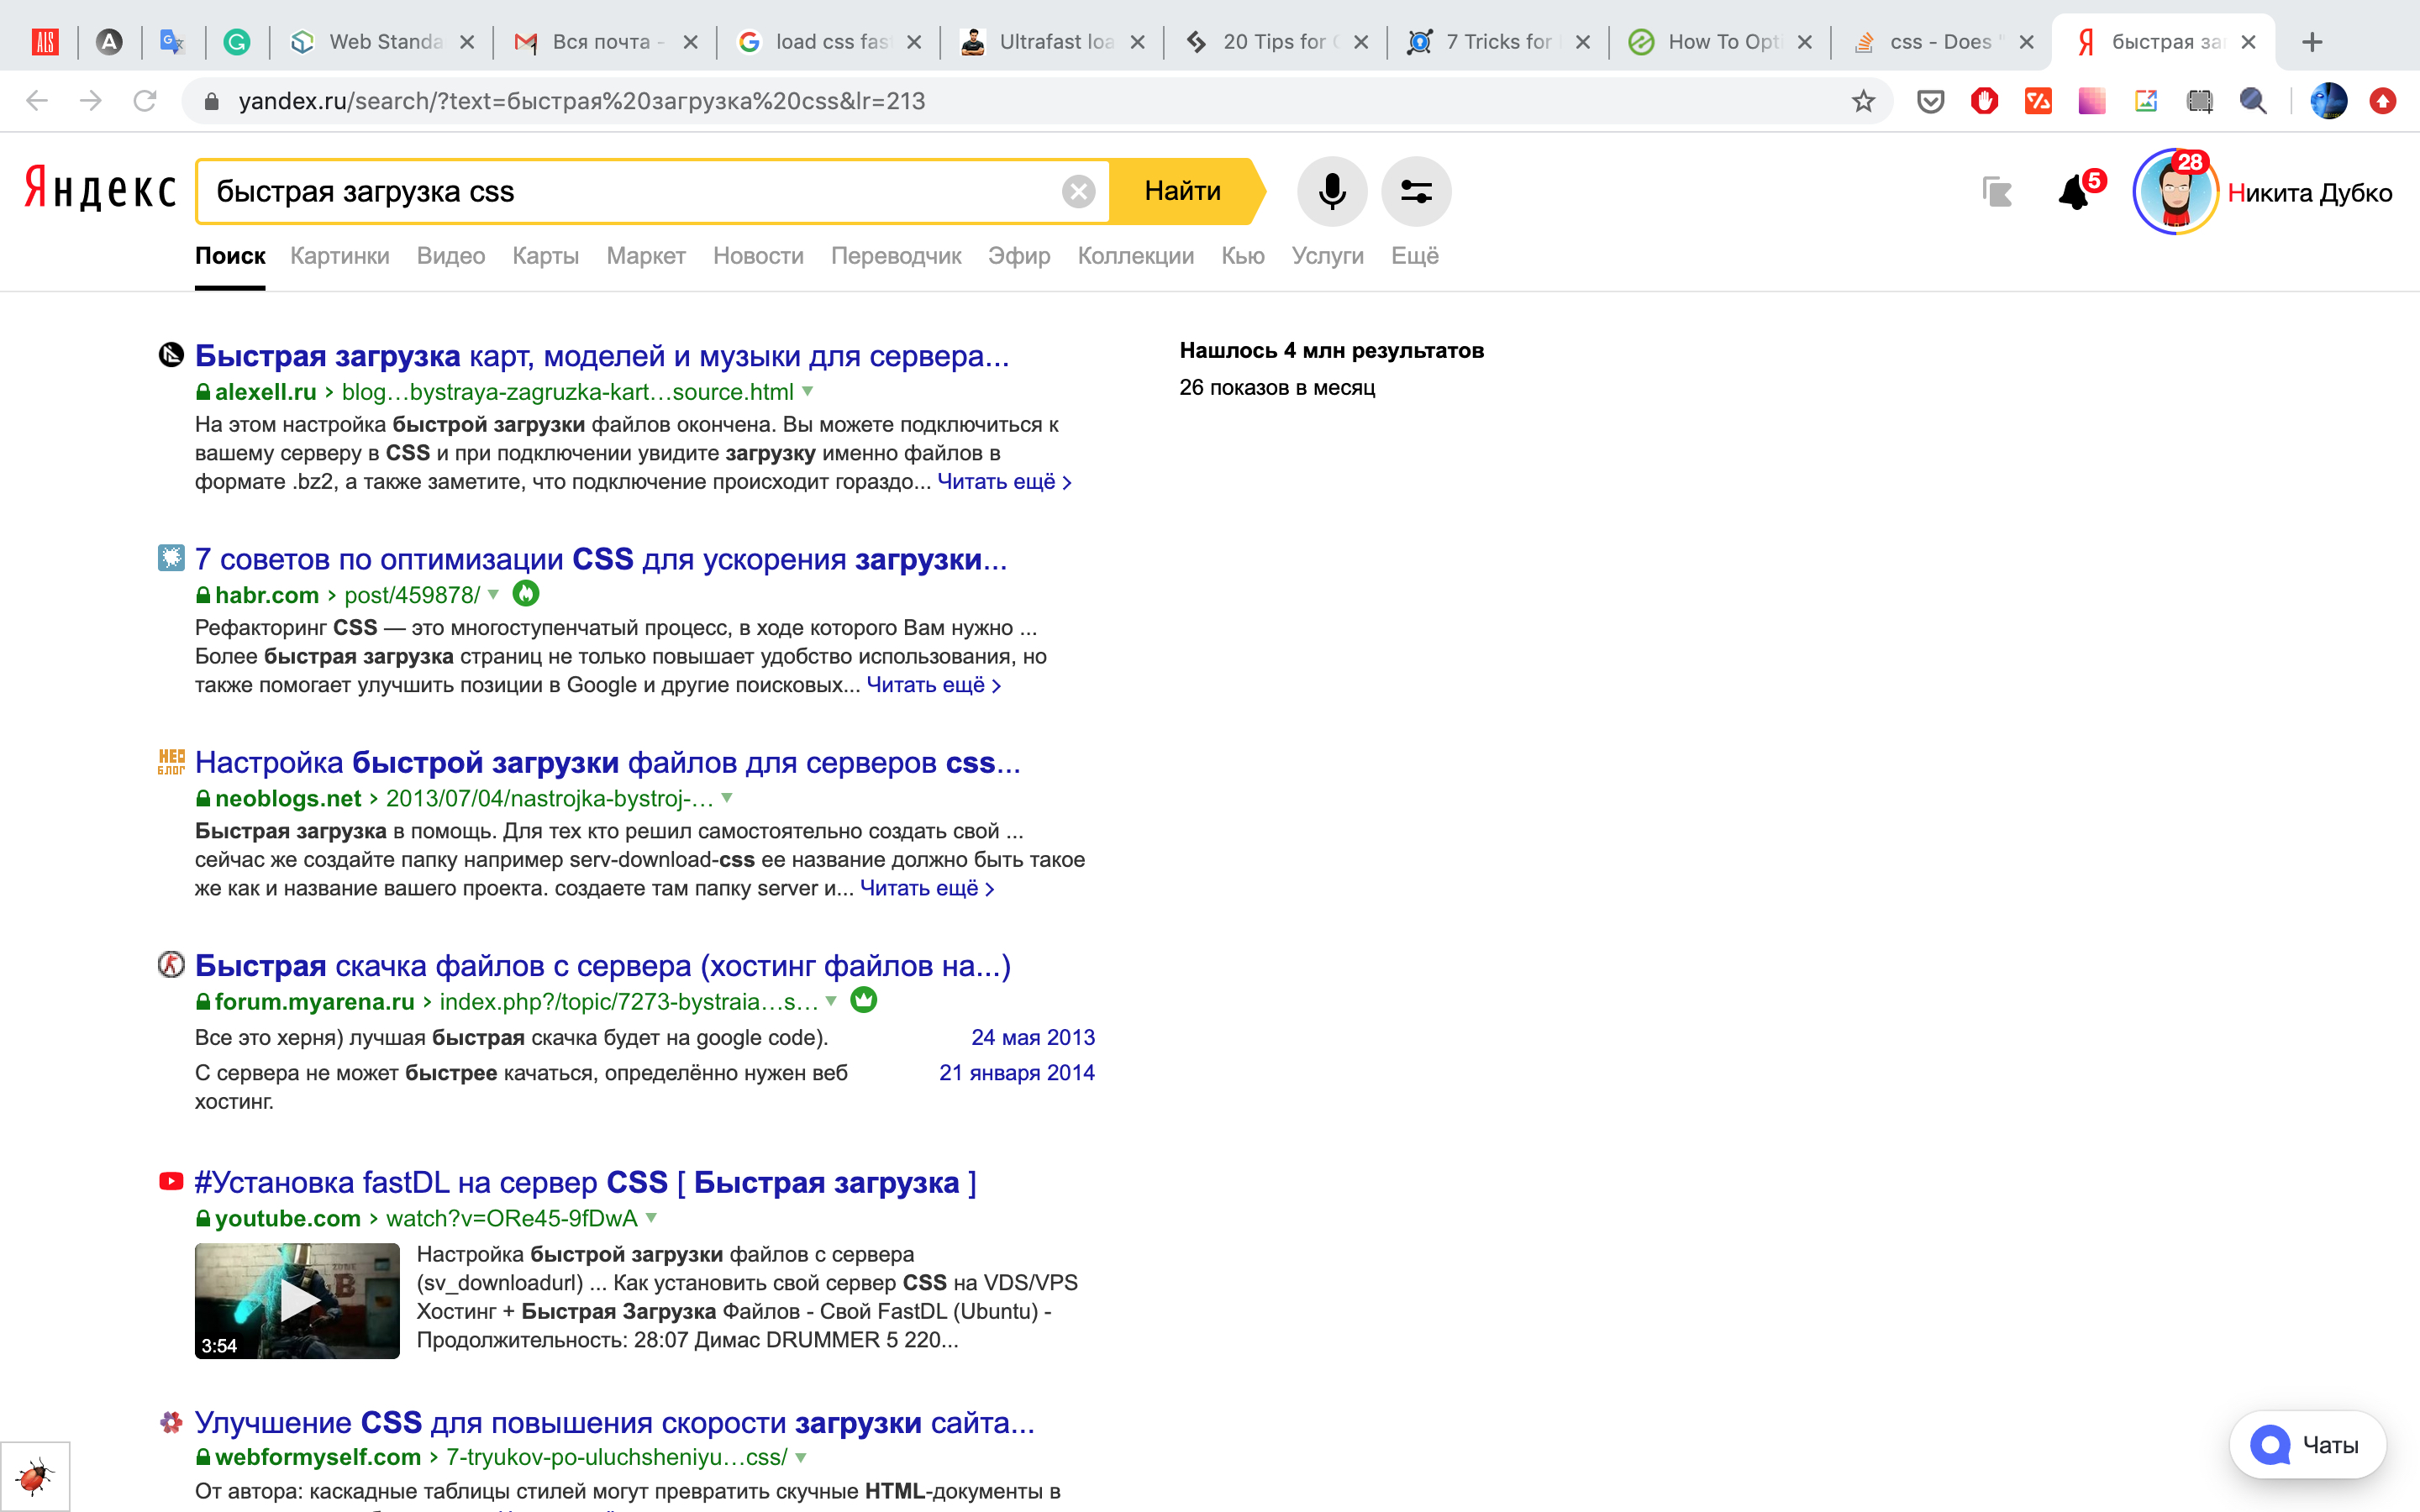 ALS
A
Web Standa
Вся почта -
load css fas
Ultrafast loa
20 Tips for C
7 Tricks for
How To Opti
css - Does "
быстрая заг
yandex.ru/search/?text=быстрая%20загрузка%20css&lr=213
Яндекс
быстрая загрузка css
Найти
5
28
Никита Дубко
Поиск Картинки Видео Карты Маркет Новости Переводчик Эфир Коллекции Кью Услуги Ещё
Быстрая загрузка карт, моделей и музыки для сервера...
alexell.ru › blog…bystraya-zagruzka-kart…source.html
На этом настройка быстрой загрузки файлов окончена. Вы можете подключиться к
вашему серверу в CSS и при подключении увидите загрузку именно файлов в
формате .bz2, а также заметите, что подключение происходит гораздо... Читать ещё ›
Нашлось 4 млн результатов
26 показов в месяц
7 советов по оптимизации CSS для ускорения загрузки...
habr.com › post/459878/
Рефакторинг CSS — это многоступенчатый процесс, в ходе которого Вам нужно ...
Более быстрая загрузка страниц не только повышает удобство использования, но
также помогает улучшить позиции в Google и другие поисковых... Читать ещё ›
НЕО
БЛОГ
Настройка быстрой загрузки файлов для серверов css...
neoblogs.net › 2013/07/04/nastrojka-bystroj-…
Быстрая загрузка в помощь. Для тех кто решил самостоятельно создать свой ...
сейчас же создайте папку например serv-download-css ее название должно быть такое
же как и название вашего проекта. создаете там папку server и... Читать ещё ›
Быстрая скачка файлов с сервера (хостинг файлов на...)
forum.myarena.ru › index.php?/topic/7273-bystraia…s…
Все это херня) лучшая быстрая скачка будет на google code). 24 мая 2013
С сервера не может быстрее качаться, определённо нужен веб 21 января 2014
хостинг.
#Установка fastDL на сервер CSS [ Быстрая загрузка ]
youtube.com › watch?v=ORe45-9fDwA
B
3:54
Настройка быстрой загрузки файлов с сервера
(sv_downloadurl) ... Как установить свой сервер CSS на VDS/VPS
Хостинг + Быстрая Загрузка Файлов - Свой FastDL (Ubuntu) -
Продолжительность: 28:07 Димас DRUMMER 5 220...
Улучшение CSS для повышения скорости загрузки сайта...
webformyself.com › 7-tryukov-po-uluchsheniyu…css/
От автора: каскадные таблицы стилей могут превратить скучные HTML-документы в
Чаты